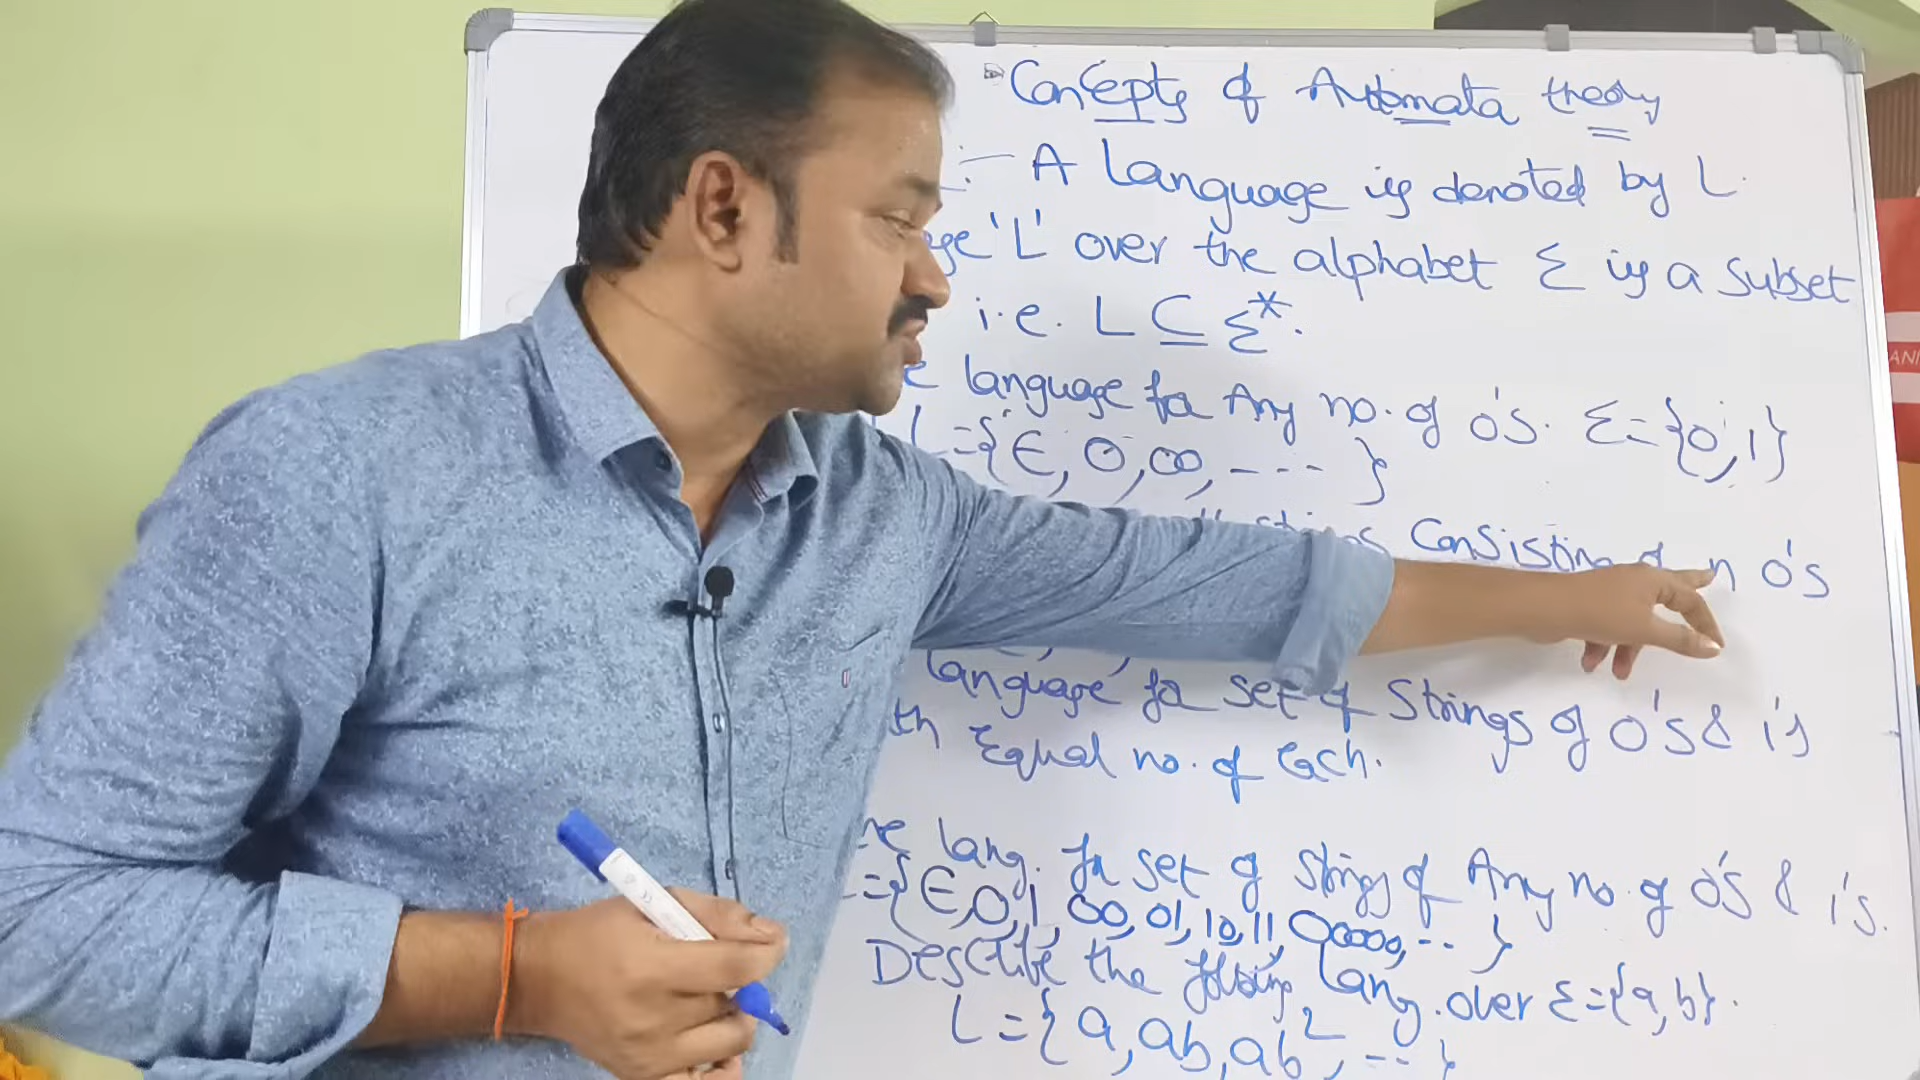 Concepts of Automata theory
:- A language is denoted by L.
'L' over the alphabet Σ is a subset
i.e. L ⊆ Σ*.
language for Any no. of 0's. Σ={0,1}
L={ϵ, 0, 00, ---- }
Consisting of n 0's
language for set of strings of 0's & 1's
Equal no. of Each.
lang. for set of strings of Any no. of 0's & 1's.
={ϵ,0,1,00,01,10,11,00000,-- }
Describe the following lang. over Σ={a,b}.
L={a, ab, ab², --- }
ANI